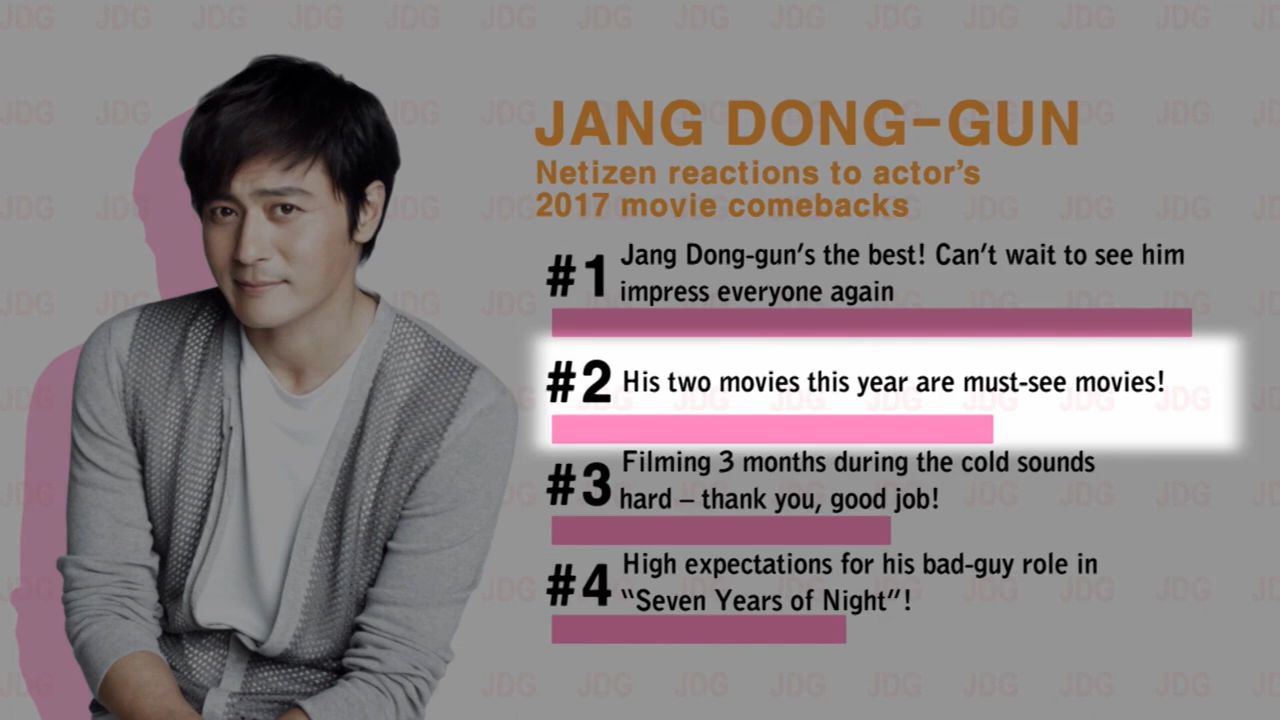 JANG DONG-GUN
Netizen reactions to actor's
2017 movie comebacks
#1 Jang Dong-gun's the best! Can't wait to see him
impress everyone again
#2 His two movies this year are must-see movies!
#3 Filming 3 months during the cold sounds
hard – thank you, good job!
#4 High expectations for his bad-guy role in
“Seven Years of Night”!